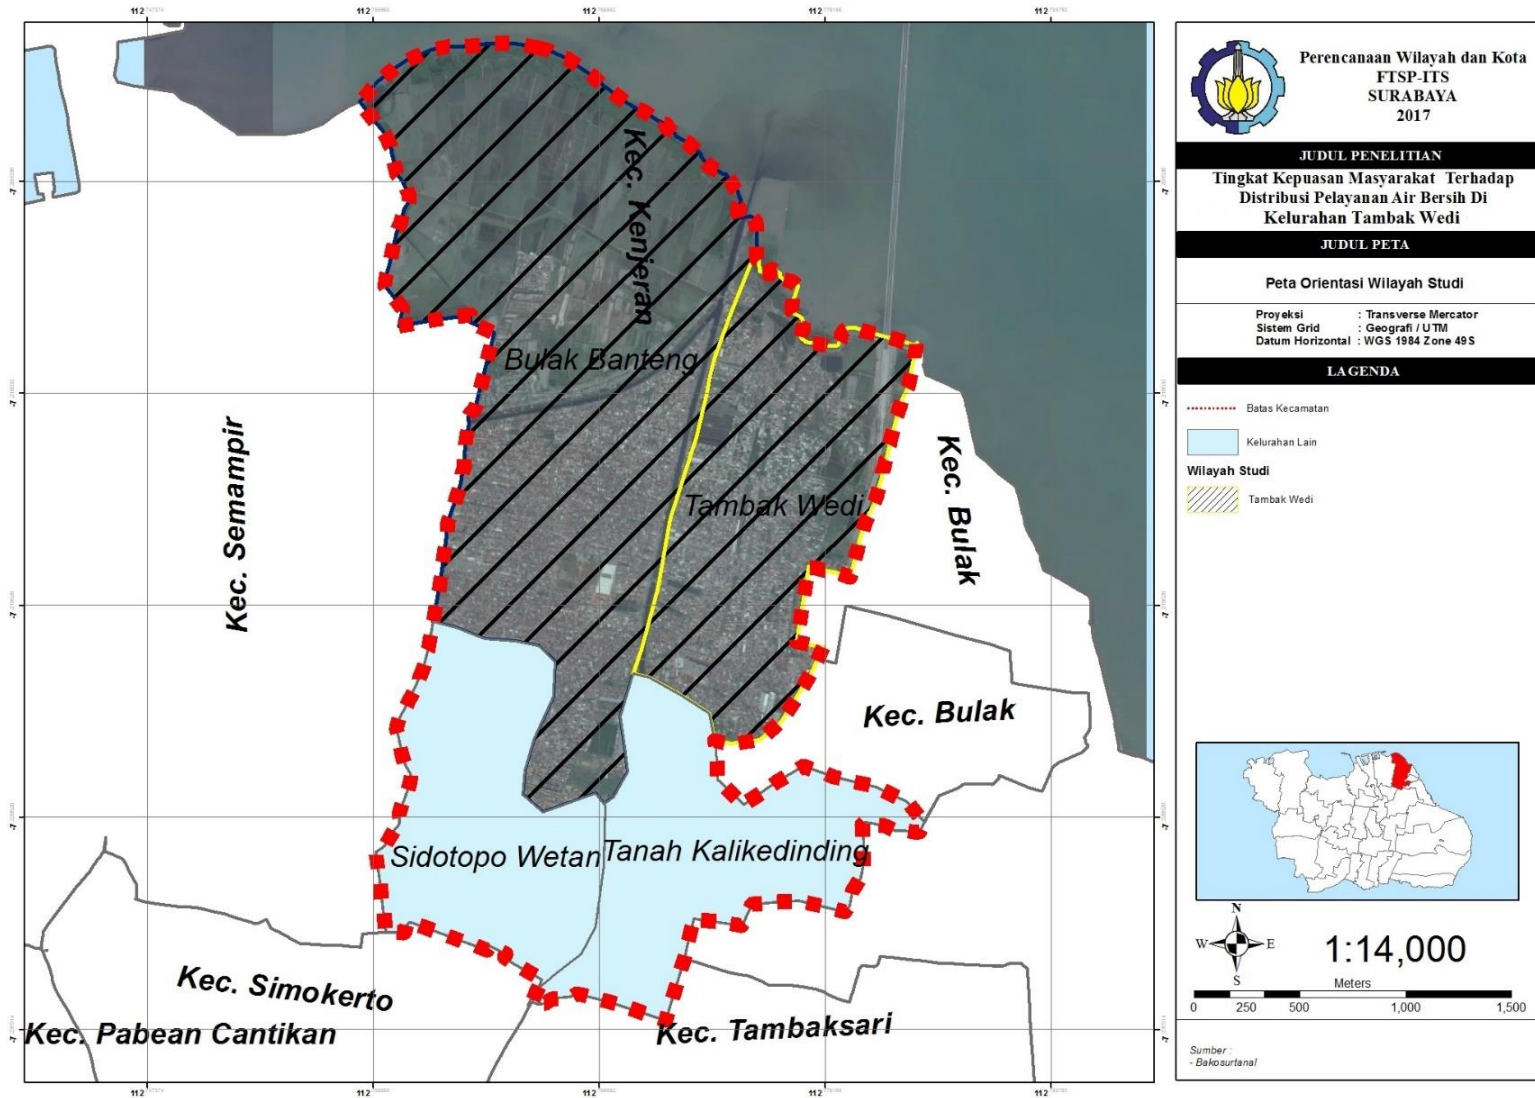 Kec. Kenjeran
Bulak Banteng
Tambak Wedi
Kec. Semampir
Kec. Bulak
Kec. Bulak
Sidotopo Wetan
Tanah Kalikedinding
Kec. Simokerto
Kec. Pabean Cantikan
Kec. Tambaksari
Perencanaan Wilayah dan Kota
FTSP-ITS
SURABAYA
2017
JUDUL PENELITIAN
Tingkat Kepuasan Masyarakat Terhadap
Distribusi Pelayanan Air Bersih Di
Kelurahan Tambak Wedi
JUDUL PETA
Peta Orientasi Wilayah Studi
Proyeksi : Transverse Mercator
Sistem Grid : Geografi / UTM
Datum Horizontal : WGS 1984 Zone 49S
LAGENDA
Batas Kecamatan
Kelurahan Lain
Wilayah Studi
Tambak Wedi
N
W E
S
1:14,000
Meters
0 250 500 1,000 1,500
Sumber :
- Bakosurtanal